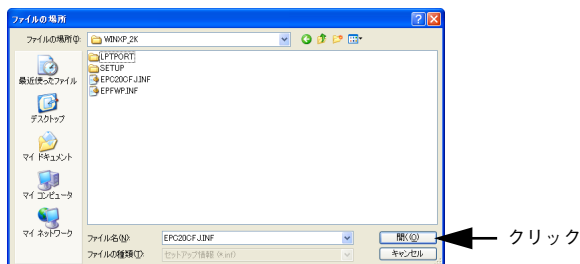 ファイルの場所
ファイルの場所(I): WINXP_2K
LPTPORT
SETUP
EPC20CFJ.INF
EPFWP.INF
最近使ったファイル
デスクトップ
マイ ドキュメント
マイ コンピュータ
マイ ネットワーク
ファイル名(N): EPC20CFJ.INF 開く(O)
ファイルの種類(T): セットアップ情報 (*.inf) キャンセル
クリック